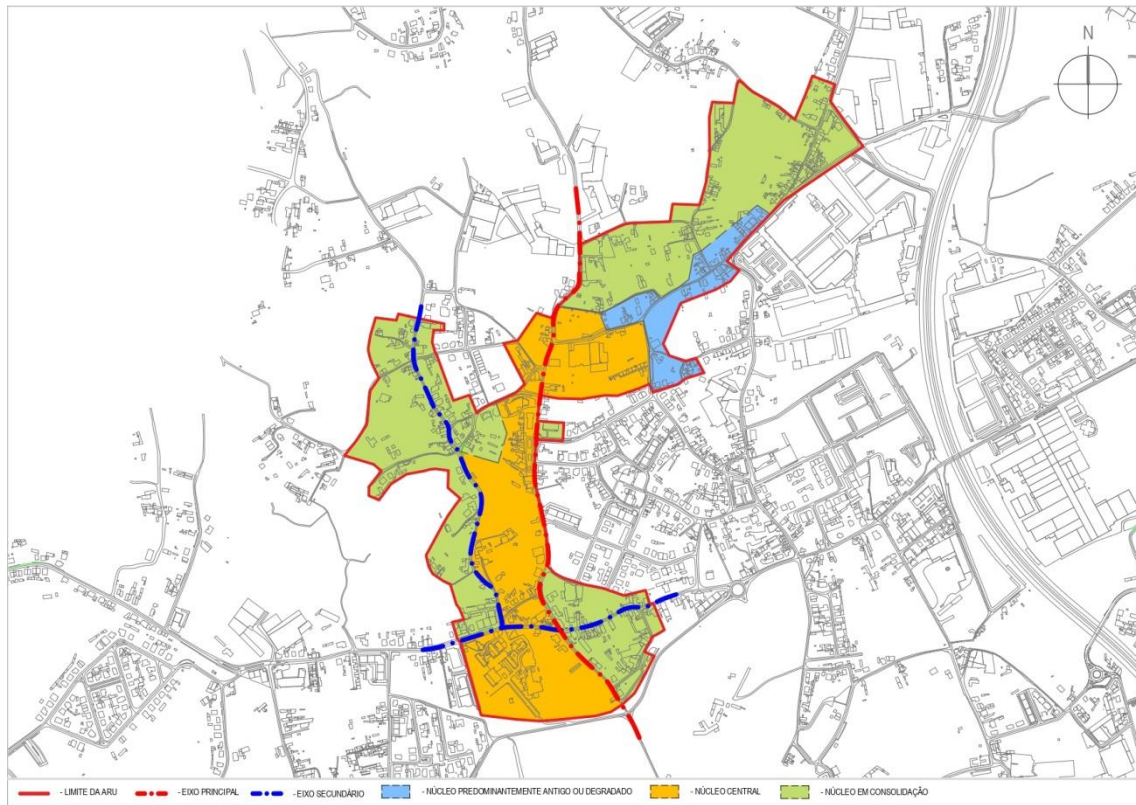 N
- LIMITE DA ARU - EIXO PRINCIPAL - EIXO SECUNDÁRIO - NÚCLEO PREDOMINANTEMENTE ANTIGO OU DEGRADADO - NÚCLEO CENTRAL - NÚCLEO EM CONSOLIDAÇÃO